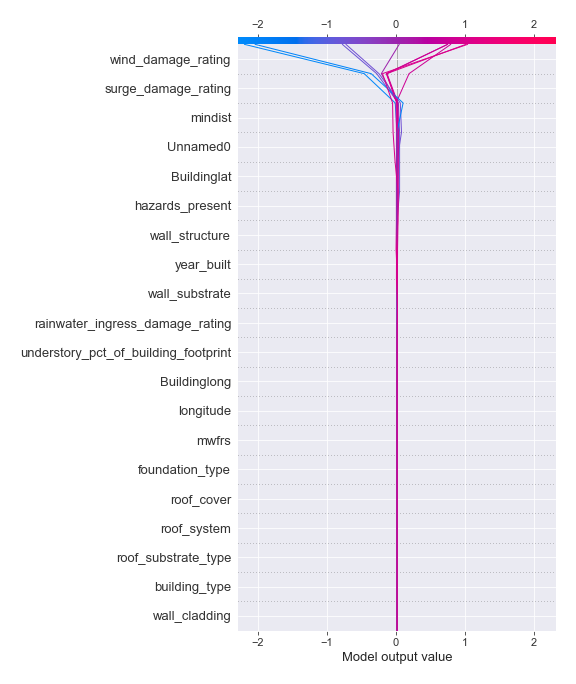 −2 −1 0 1 2
wind_damage_rating
surge_damage_rating
mindist
Unnamed0
Buildinglat
hazards_present
wall_structure
year_built
wall_substrate
rainwater_ingress_damage_rating
understory_pct_of_building_footprint
Buildinglong
longitude
mwfrs
foundation_type
roof_cover
roof_system
roof_substrate_type
building_type
wall_cladding
−2 −1 0 1 2
Model output value